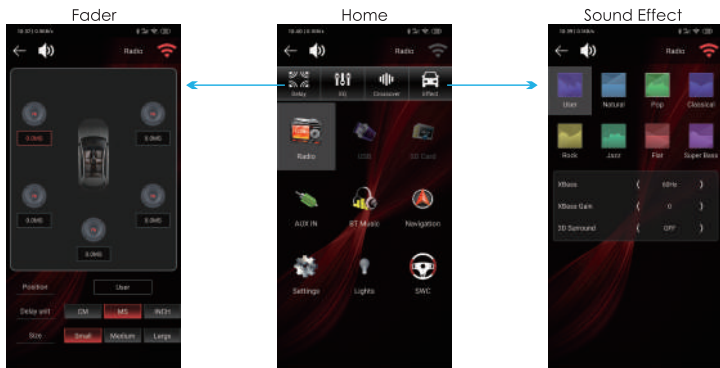 Fader
Home
Sound Effect
Radio
0.0MS
0.0MS
0.0MS
0.0MS
0.0MS
Position User
Delay unit CM MS INCH
Size Small Medium Large
Radio
Delay EQ Crossover Effect
Radio USB SD Card
AUX IN BT Music Navigation
Settings Lights SWC
Radio
User Natural Pop Classical
Rock Jazz Flat Super Bass
XBass ( 60Hz )
XBass Gain ( 0 )
3D Surround ( OFF )